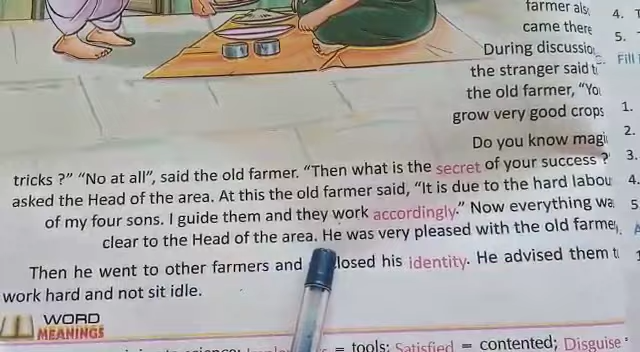 farmer als
came there
During discussio
the stranger said t
the old farmer, “Yo
grow very good crops
Do you know magi
tricks ?” “No at all”, said the old farmer. “Then what is the secret of your success ?
asked the Head of the area. At this the old farmer said, “It is due to the hard labou
of my four sons. I guide them and they work accordingly.” Now everything wa
clear to the Head of the area. He was very pleased with the old farme
Then he went to other farmers and losed his identity. He advised them t
work hard and not sit idle.
WORD
MEANINGS
= tools; Satisfied = contented; Disguise
4.
5.
Fill
1.
2.
3.
4.
5